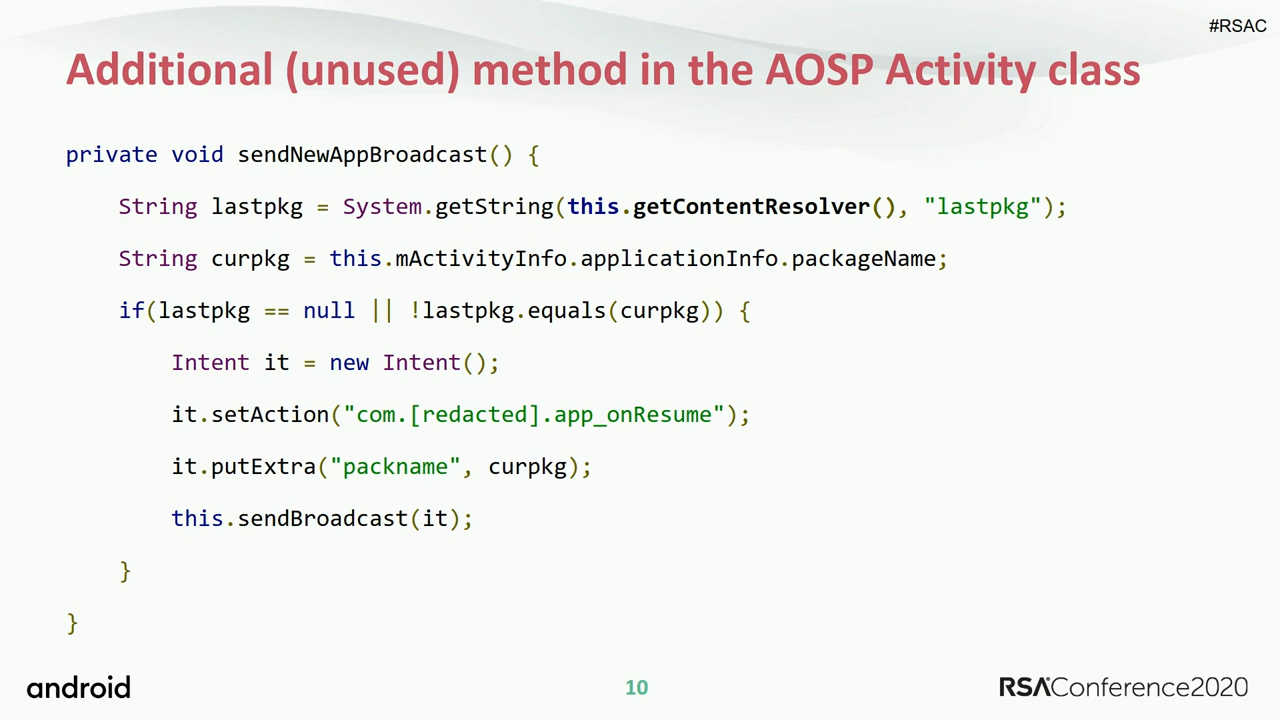 #RSAC
Additional (unused) method in the AOSP Activity class
private void sendNewAppBroadcast() {
String lastpkg = System.getString(this.getContentResolver(), "lastpkg");
String curpkg = this.mActivityInfo.applicationInfo.packageName;
if(lastpkg == null || !lastpkg.equals(curpkg)) {
Intent it = new Intent();
it.setAction("com.[redacted].app_onResume");
it.putExtra("packname", curpkg);
this.sendBroadcast(it);
}
}
android
10
RSAConference2020